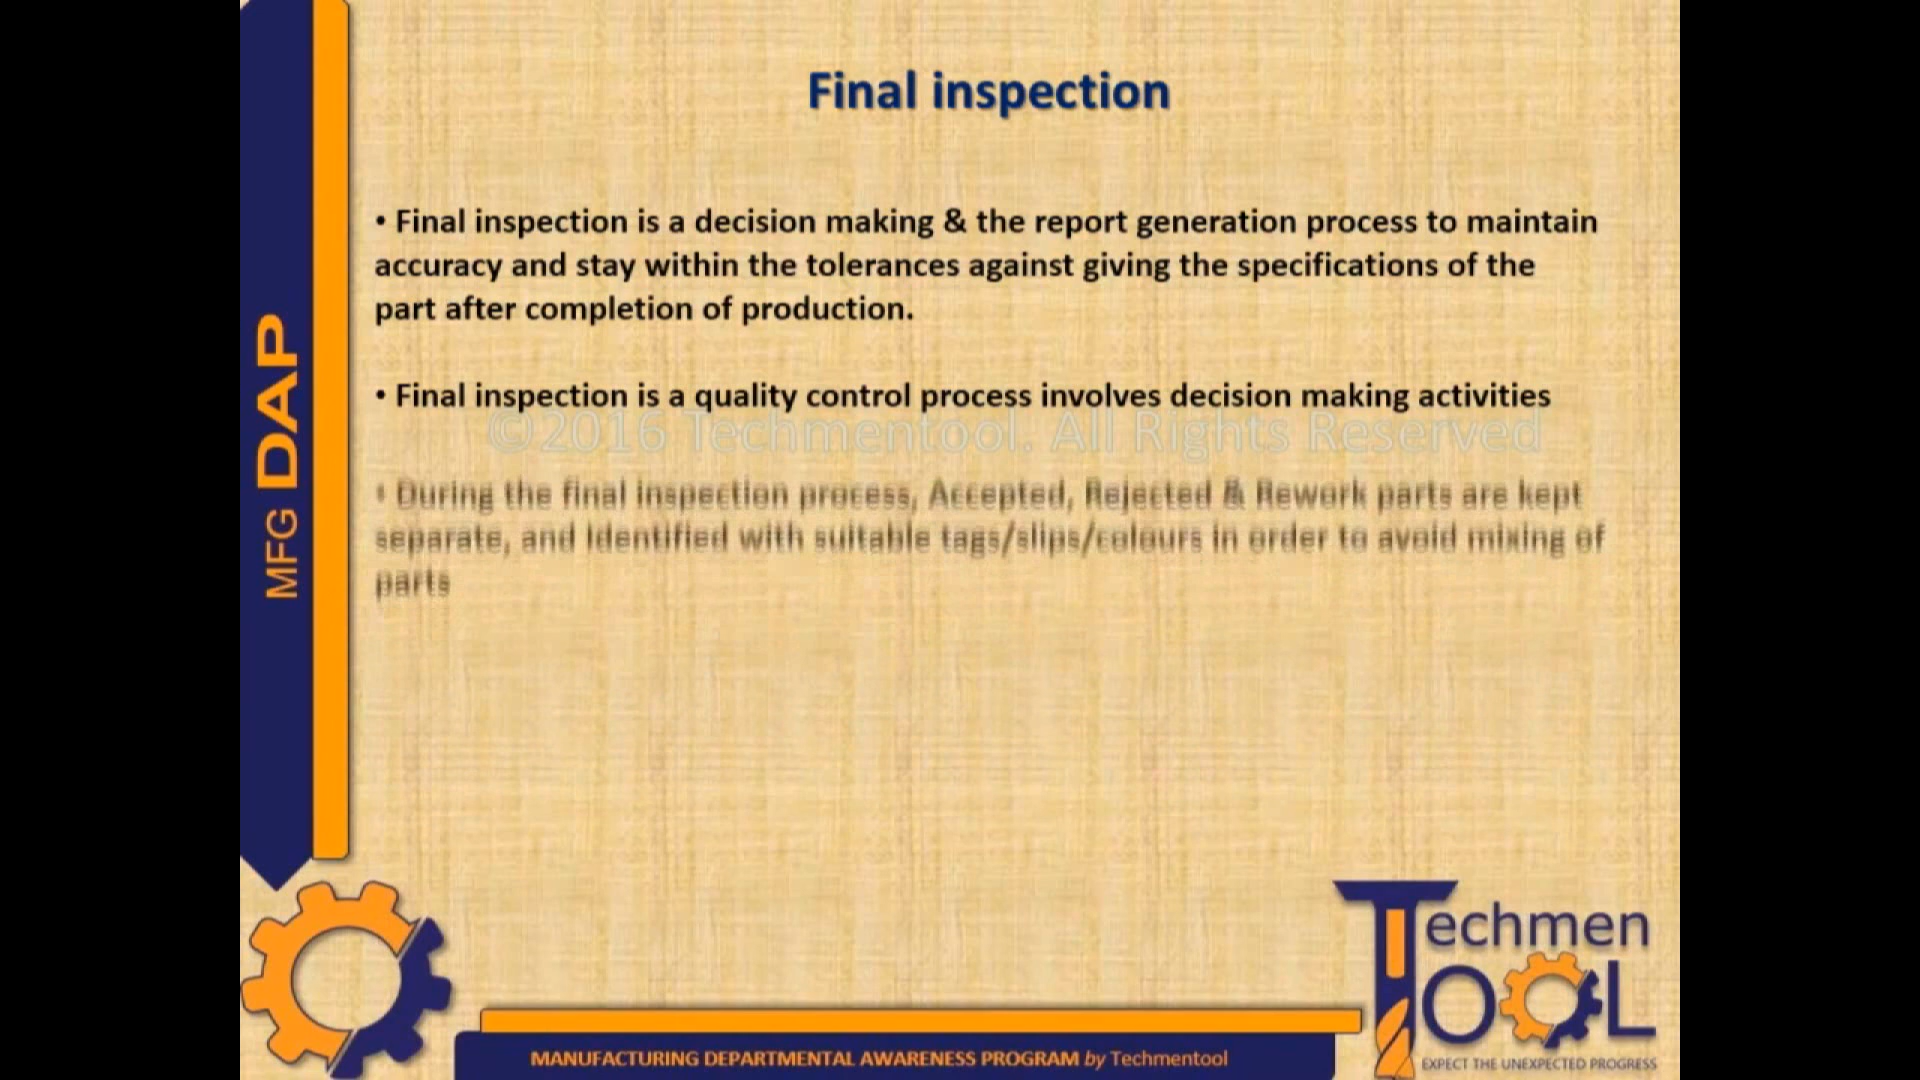 Final inspection
• Final inspection is a decision making & the report generation process to maintain
accuracy and stay within the tolerances against giving the specifications of the
part after completion of production.
• Final inspection is a quality control process involves decision making activities
©2016 Techmentool. All Rights Reserved
• During the final inspection process, Accepted, Rejected & Rework parts are kept
separate, and Identified with suitable tags/slips/colours in order to avoid mixing of
parts
MFG DAP
Techmen
TOOL
EXPECT THE UNEXPECTED PROGRESS
MANUFACTURING DEPARTMENTAL AWARENESS PROGRAM by Techmentool